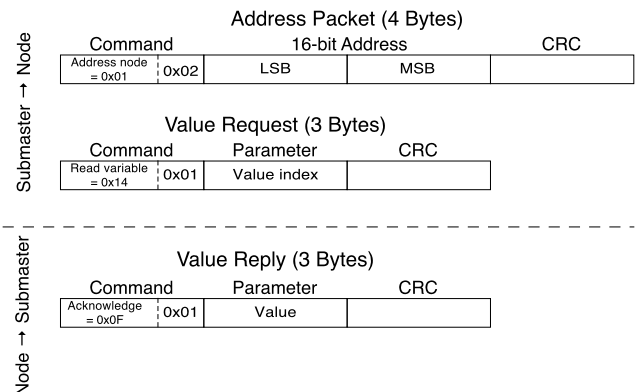 Address Packet (4 Bytes)
Command 16-bit Address CRC
Address node = 0x01 0x02 LSB MSB
Submaster → Node
Value Request (3 Bytes)
Command Parameter CRC
Read variable = 0x14 0x01 Value index
Value Reply (3 Bytes)
Command Parameter CRC
Acknowledge = 0x0F 0x01 Value
Node → Submaster